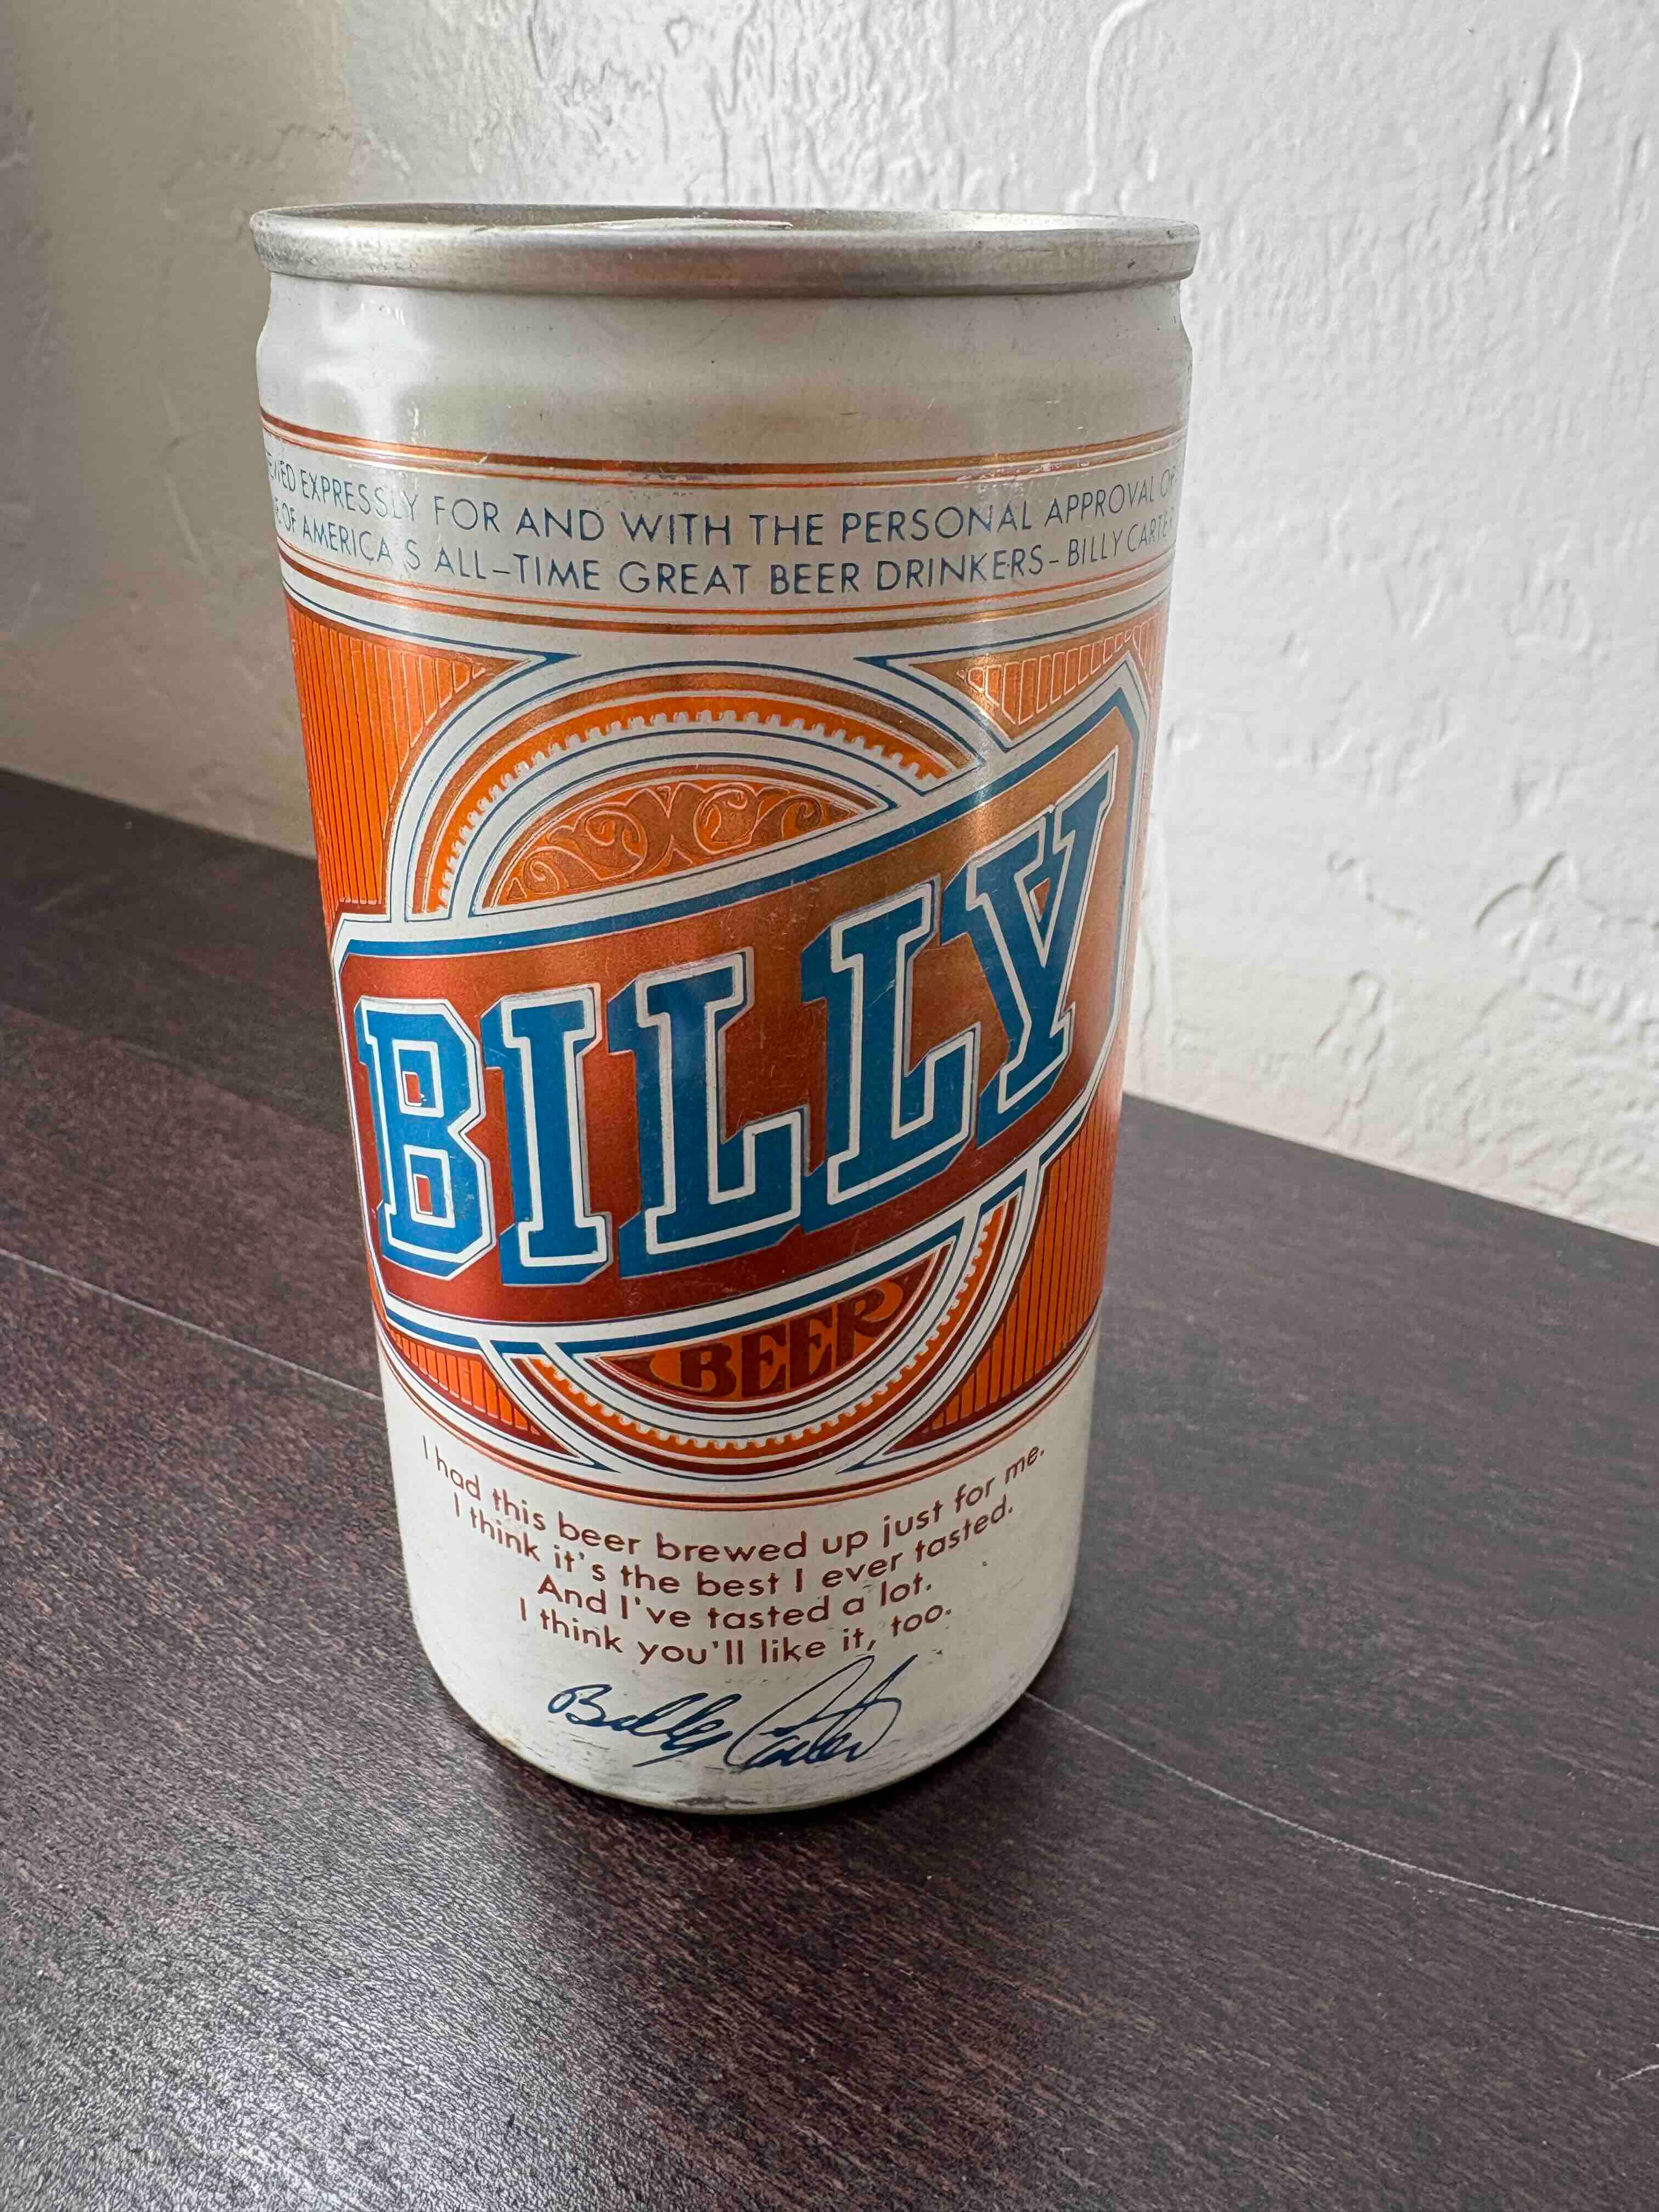 EXPRESSLY FOR AND WITH THE PERSONAL APPROVAL OF
OF AMERICA'S ALL-TIME GREAT BEER DRINKERS - BILLY CARTER
BILLY
BEER
I had this beer brewed up just for me.
I think it's the best I ever tasted.
And I've tasted a lot.
I think you'll like it, too.
Billy Carter